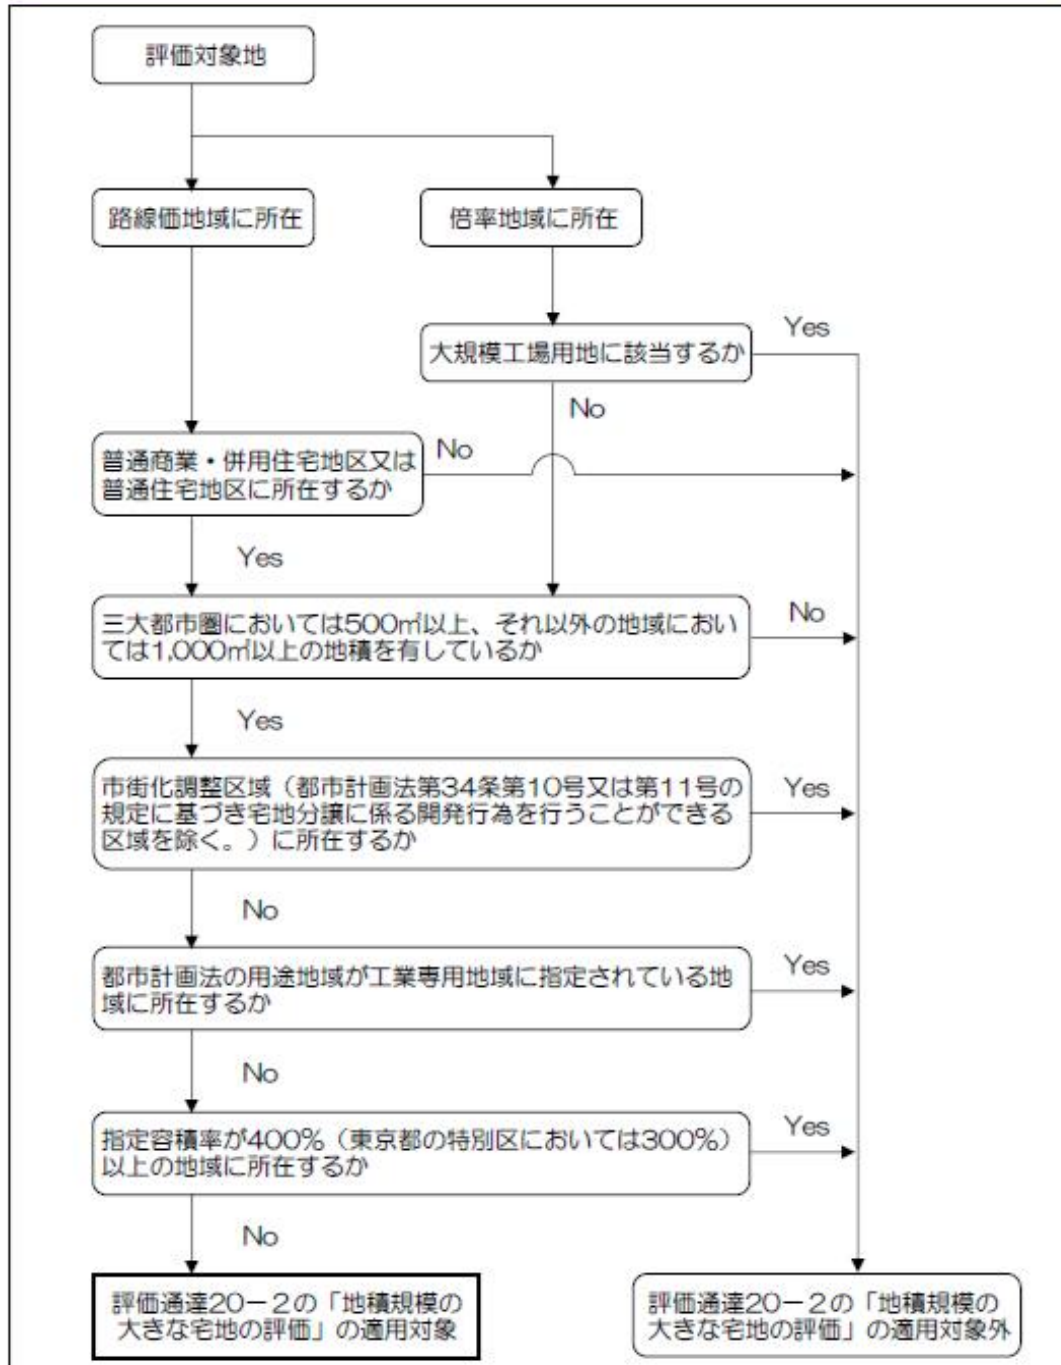 評価対象地
路線価地域に所在
倍率地域に所在
大規模工場用地に該当するか
Yes
No
普通商業・併用住宅地区又は
普通住宅地区に所在するか
No
Yes
三大都市圏においては500㎡以上、それ以外の地域におい
ては1,000㎡以上の地積を有しているか
No
Yes
市街化調整区域（都市計画法第34条第10号又は第11号の
規定に基づき宅地分譲に係る開発行為を行うことができる
区域を除く。）に所在するか
Yes
No
都市計画法の用途地域が工業専用地域に指定されている地
域に所在するか
Yes
No
指定容積率が400％（東京都の特別区においては300％）
以上の地域に所在するか
Yes
No
評価通達20－2の「地積規模の
大きな宅地の評価」の適用対象
評価通達20－2の「地積規模の
大きな宅地の評価」の適用対象外